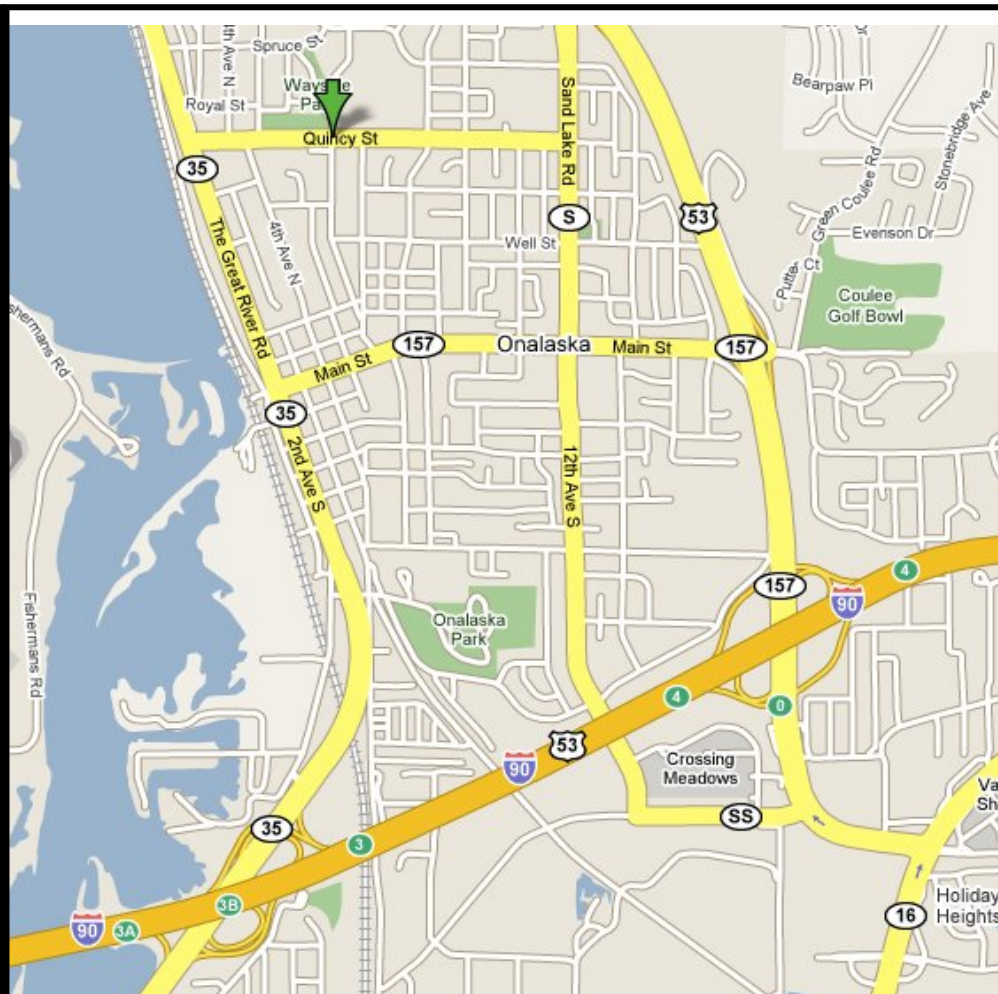 Spruce St
4th Ave N
Bearpaw Pl
Royal St
Quincy St
Sand Lake Rd
Stonebridge Ave
Green Coulee Rd
35
53
S
Evenson Dr
4th Ave N
Well St
The Great River Rd
Putter Ct
Coulee
Golf Bowl
157
Onalaska
Main St
157
Main St
35
2nd Ave S
12th Ave S
4
157
90
Fishermans Rd
Onalaska
Park
4
0
53
90
Crossing
Meadows
SS
35
3
3B
90
3A
Holiday
Heights
16